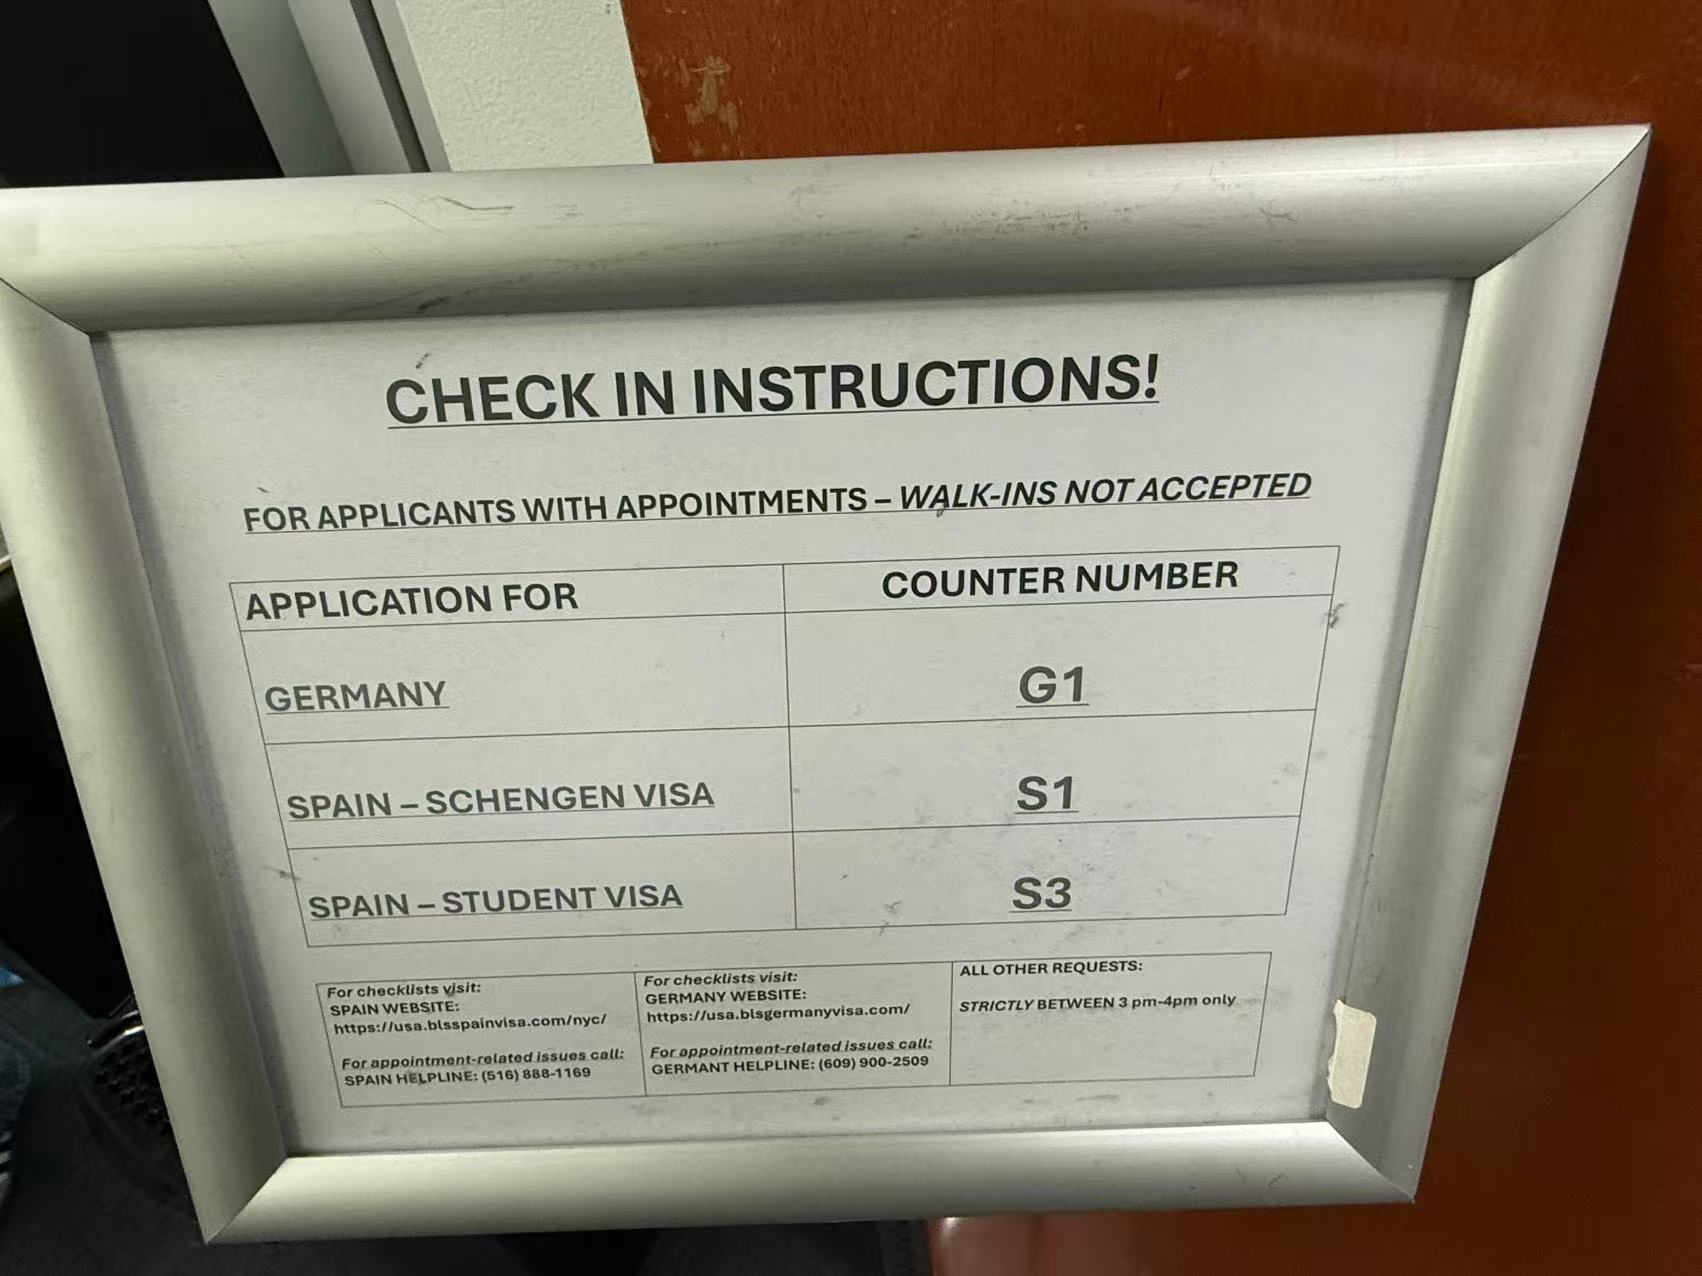 CHECK IN INSTRUCTIONS!
FOR APPLICANTS WITH APPOINTMENTS – WALK-INS NOT ACCEPTED
APPLICATION FOR
COUNTER NUMBER
GERMANY
G1
SPAIN – SCHENGEN VISA
S1
SPAIN – STUDENT VISA
S3
For checklists visit:
SPAIN WEBSITE:
https://usa.blsspainvisa.com/nyc/
For appointment-related issues call:
SPAIN HELPLINE: (516) 888-1169
For checklists visit:
GERMANY WEBSITE:
https://usa.blsgermanyvisa.com/
For appointment-related issues call:
GERMANT HELPLINE: (609) 900-2509
ALL OTHER REQUESTS:
STRICTLY BETWEEN 3 pm-4pm only